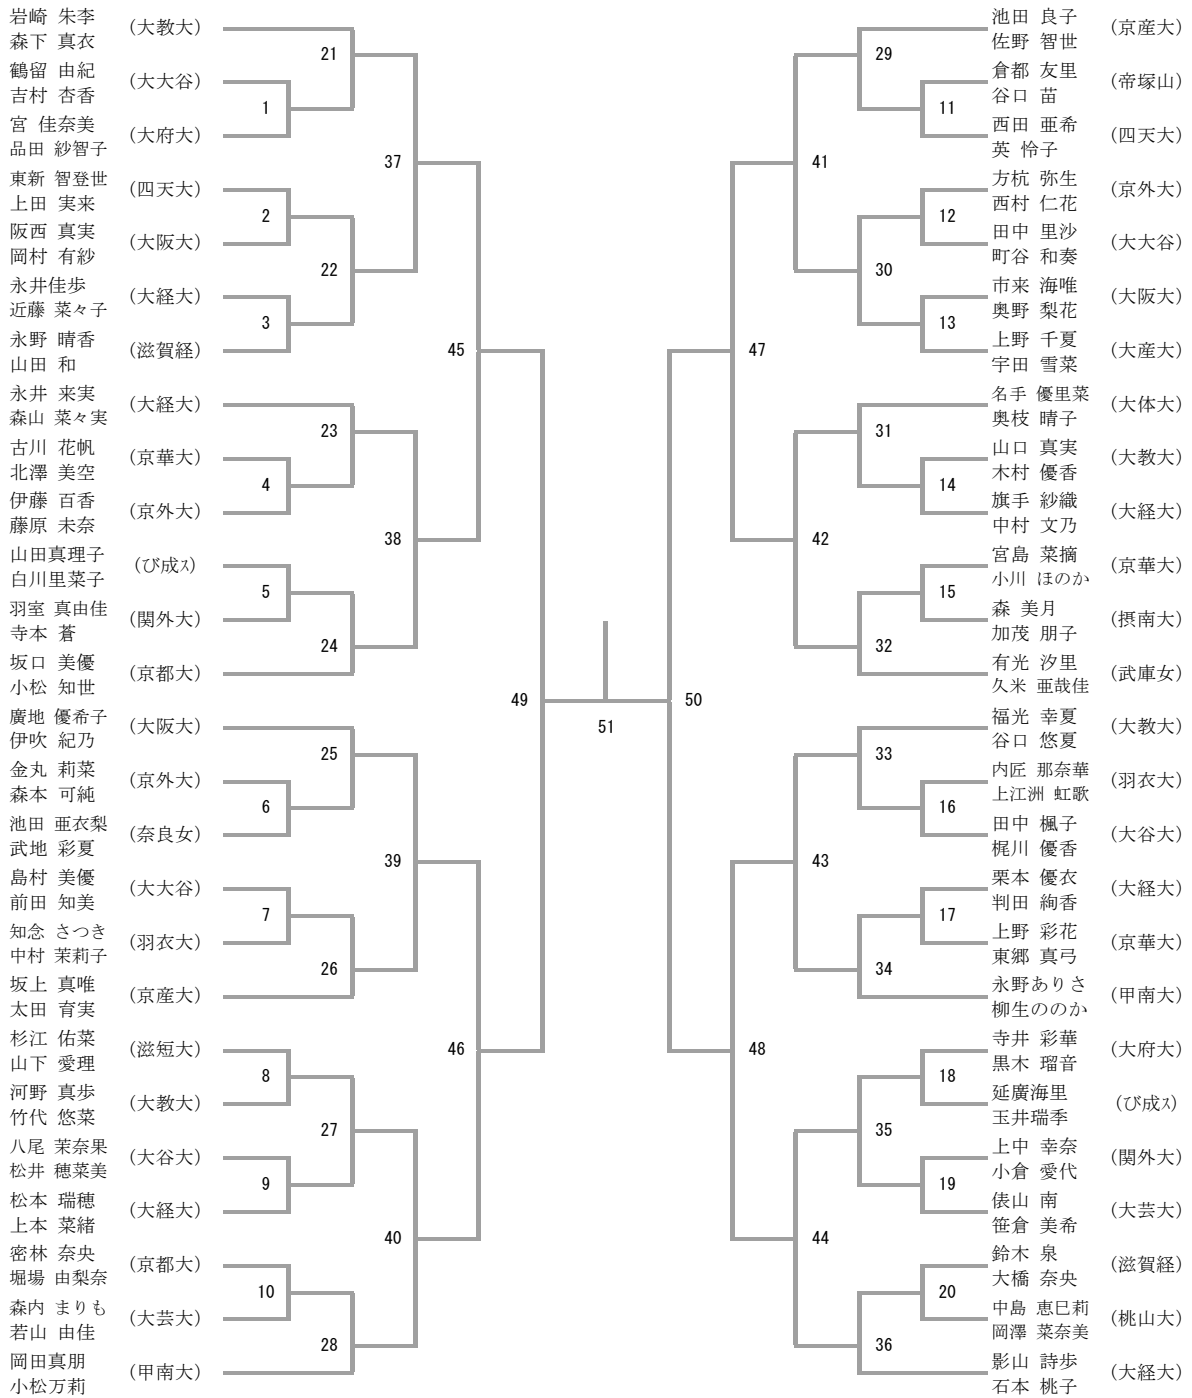 岩崎 朱李
森下 真衣
(大教大)
鶴留 由紀
吉村 杏香
(大大谷)
宮 佳奈美
品田 紗智子
(大府大)
東新 智登世
上田 実来
(四天大)
阪西 真実
岡村 有紗
(大阪大)
永井佳歩
近藤 菜々子
(大経大)
永野 晴香
山田 和
(滋賀経)
永井 来実
森山 菜々実
(大経大)
古川 花帆
北澤 美空
(京華大)
伊藤 百香
藤原 未奈
(京外大)
山田真理子
白川里菜子
(び成ス)
羽室 真由佳
寺本 蒼
(関外大)
坂口 美優
小松 知世
(京都大)
廣地 優希子
伊吹 紀乃
(大阪大)
金丸 莉菜
森本 可純
(京外大)
池田 亜衣梨
武地 彩夏
(奈良女)
島村 美優
前田 知美
(大大谷)
知念 さつき
中村 茉莉子
(羽衣大)
坂上 真唯
太田 育実
(京産大)
杉江 佑菜
山下 愛理
(滋短大)
河野 真歩
竹代 悠菜
(大教大)
八尾 茉奈果
松井 穂菜美
(大谷大)
松本 瑞穂
上本 菜緒
(大経大)
密林 奈央
堀場 由梨奈
(京都大)
森内 まりも
若山 由佳
(大芸大)
岡田真朋
小松万莉
(甲南大)
1
2
3
4
5
6
7
8
9
10
21
22
23
24
25
26
27
28
37
38
39
40
45
46
49
51
50
47
48
41
42
43
44
29
30
31
32
33
34
35
36
11
12
13
14
15
16
17
18
19
20
池田 良子
佐野 智世
(京産大)
倉都 友里
谷口 苗
(帝塚山)
西田 亜希
英 怜子
(四天大)
方杭 弥生
西村 仁花
(京外大)
田中 里沙
町谷 和奏
(大大谷)
市来 海唯
奥野 梨花
(大阪大)
上野 千夏
宇田 雪菜
(大産大)
名手 優里菜
奥枝 晴子
(大体大)
山口 真実
木村 優香
(大教大)
旗手 紗織
中村 文乃
(大経大)
宮島 菜摘
小川 ほのか
(京華大)
森 美月
加茂 朋子
(摂南大)
有光 汐里
久米 亜哉佳
(武庫女)
福光 幸夏
谷口 悠夏
(大教大)
内匠 那奈華
上江洲 虹歌
(羽衣大)
田中 楓子
梶川 優香
(大谷大)
栗本 優衣
判田 絢香
(大経大)
上野 彩花
東郷 真弓
(京華大)
永野ありさ
柳生ののか
(甲南大)
寺井 彩華
黒木 瑠音
(大府大)
延廣海里
玉井瑞季
(び成ス)
上中 幸奈
小倉 愛代
(関外大)
俵山 南
笹倉 美希
(大芸大)
鈴木 泉
大橋 奈央
(滋賀経)
中島 恵巳莉
岡澤 菜奈美
(桃山大)
影山 詩歩
石本 桃子
(大経大)